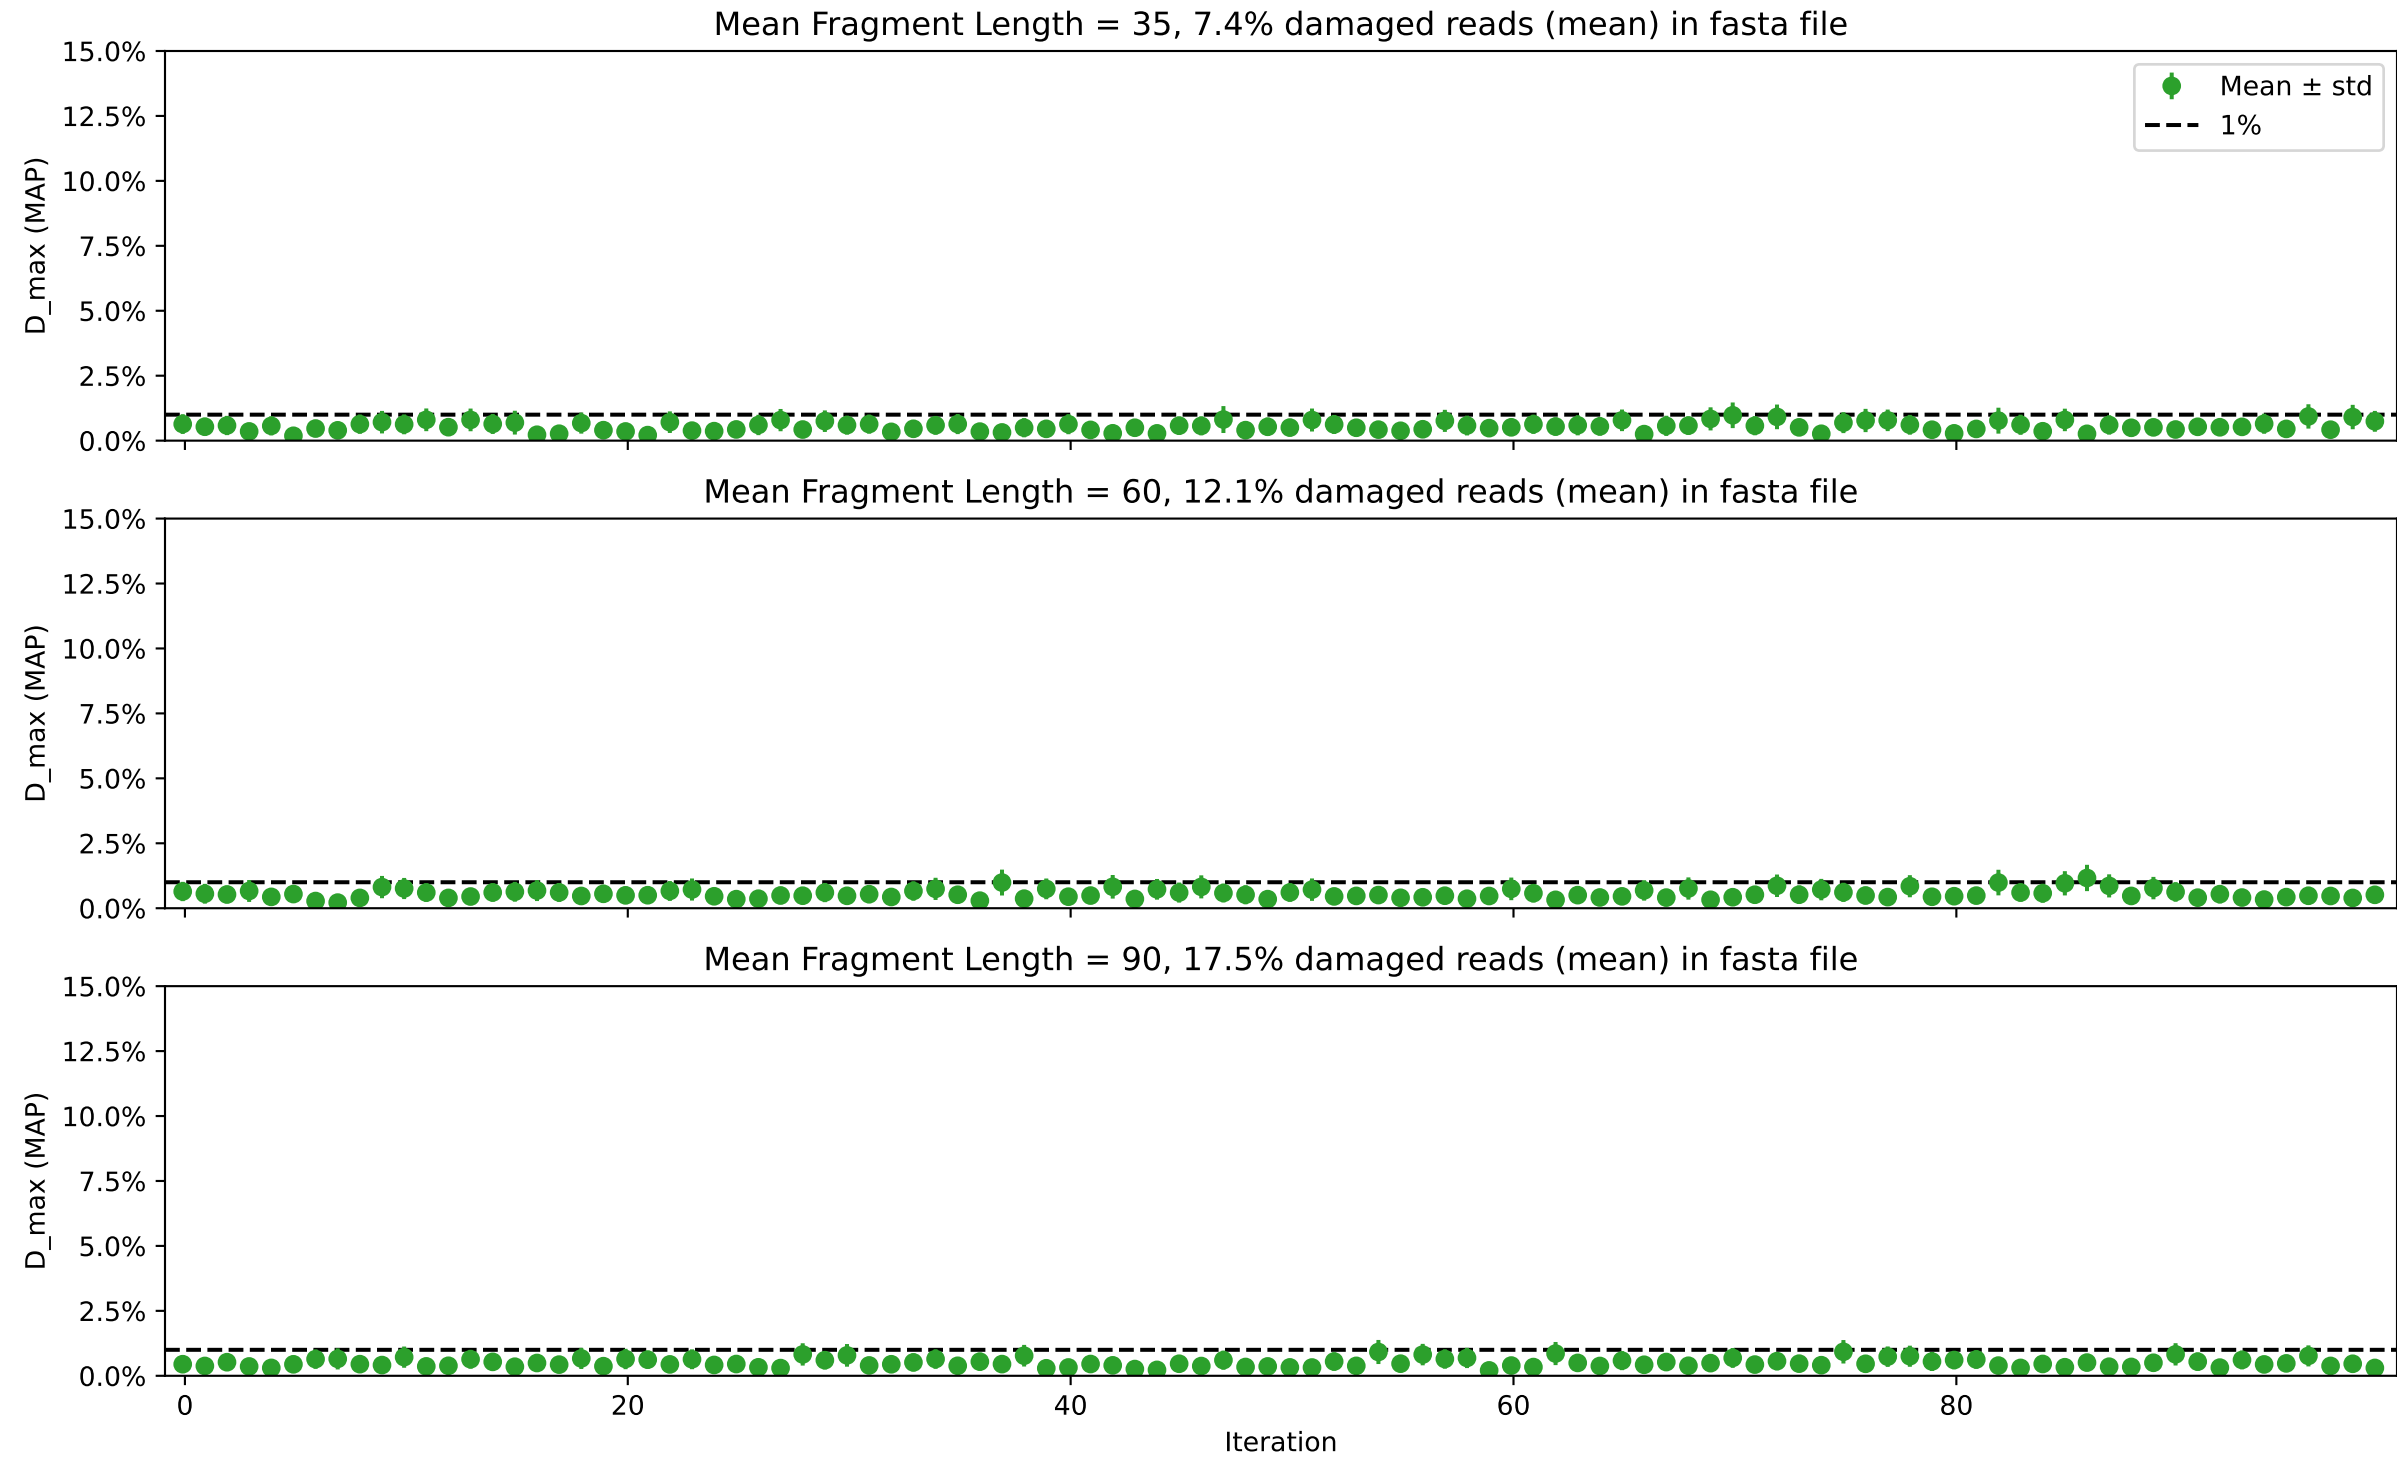 Mean Fragment Length = 35, 7.4% damaged reads (mean) in fasta file
15.0%
12.5%
10.0%
7.5%
5.0%
2.5%
0.0%
D_max (MAP)
Mean ± std
1%
Mean Fragment Length = 60, 12.1% damaged reads (mean) in fasta file
15.0%
12.5%
10.0%
7.5%
5.0%
2.5%
0.0%
D_max (MAP)
Mean Fragment Length = 90, 17.5% damaged reads (mean) in fasta file
15.0%
12.5%
10.0%
7.5%
5.0%
2.5%
0.0%
D_max (MAP)
0 20 40 60 80
Iteration